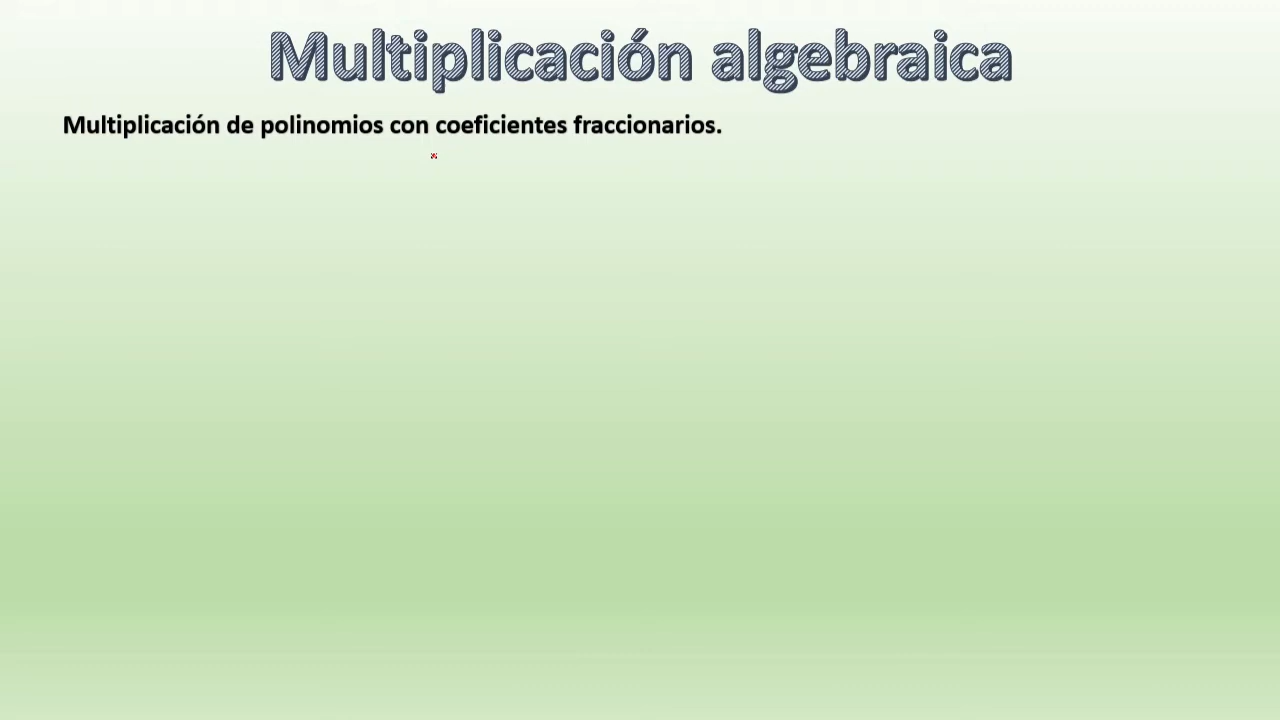 Multiplicación algebraica
Multiplicación de polinomios con coeficientes fraccionarios.